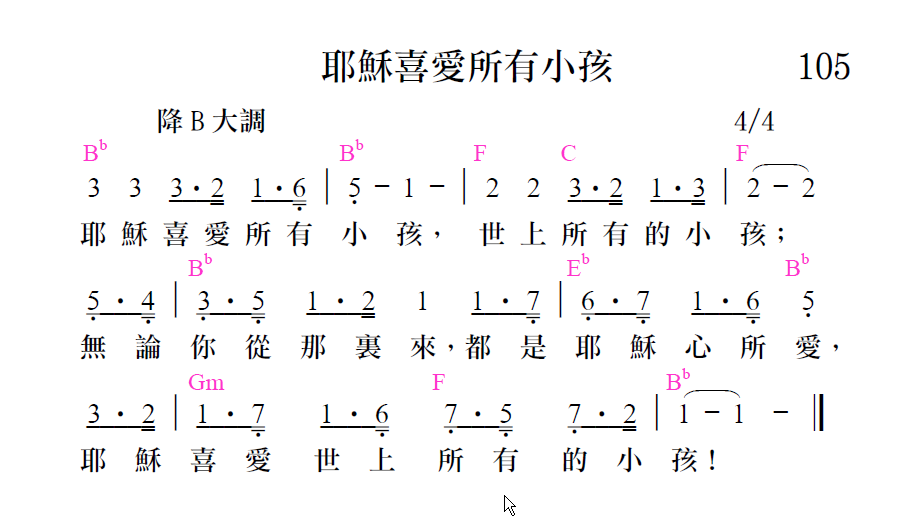 耶穌喜愛所有小孩 105
降B大調 4/4
B♭ B♭ F C F
3 3 3·2 1·6 | 5 - 1 - | 2 2 3·2 1·3 | 2 - 2
耶穌喜愛所有小孩，世上所有的小孩；
B♭ E♭ B♭
5·4 | 3·5 1·2 1 1·7 | 6·7 1·6 5
無論你從那裏來，都是耶穌心所愛，
Gm F B♭
3·2 | 1·7 1·6 7·5 7·2 | 1 - 1 - ‖
耶穌喜愛世上所有的小孩！